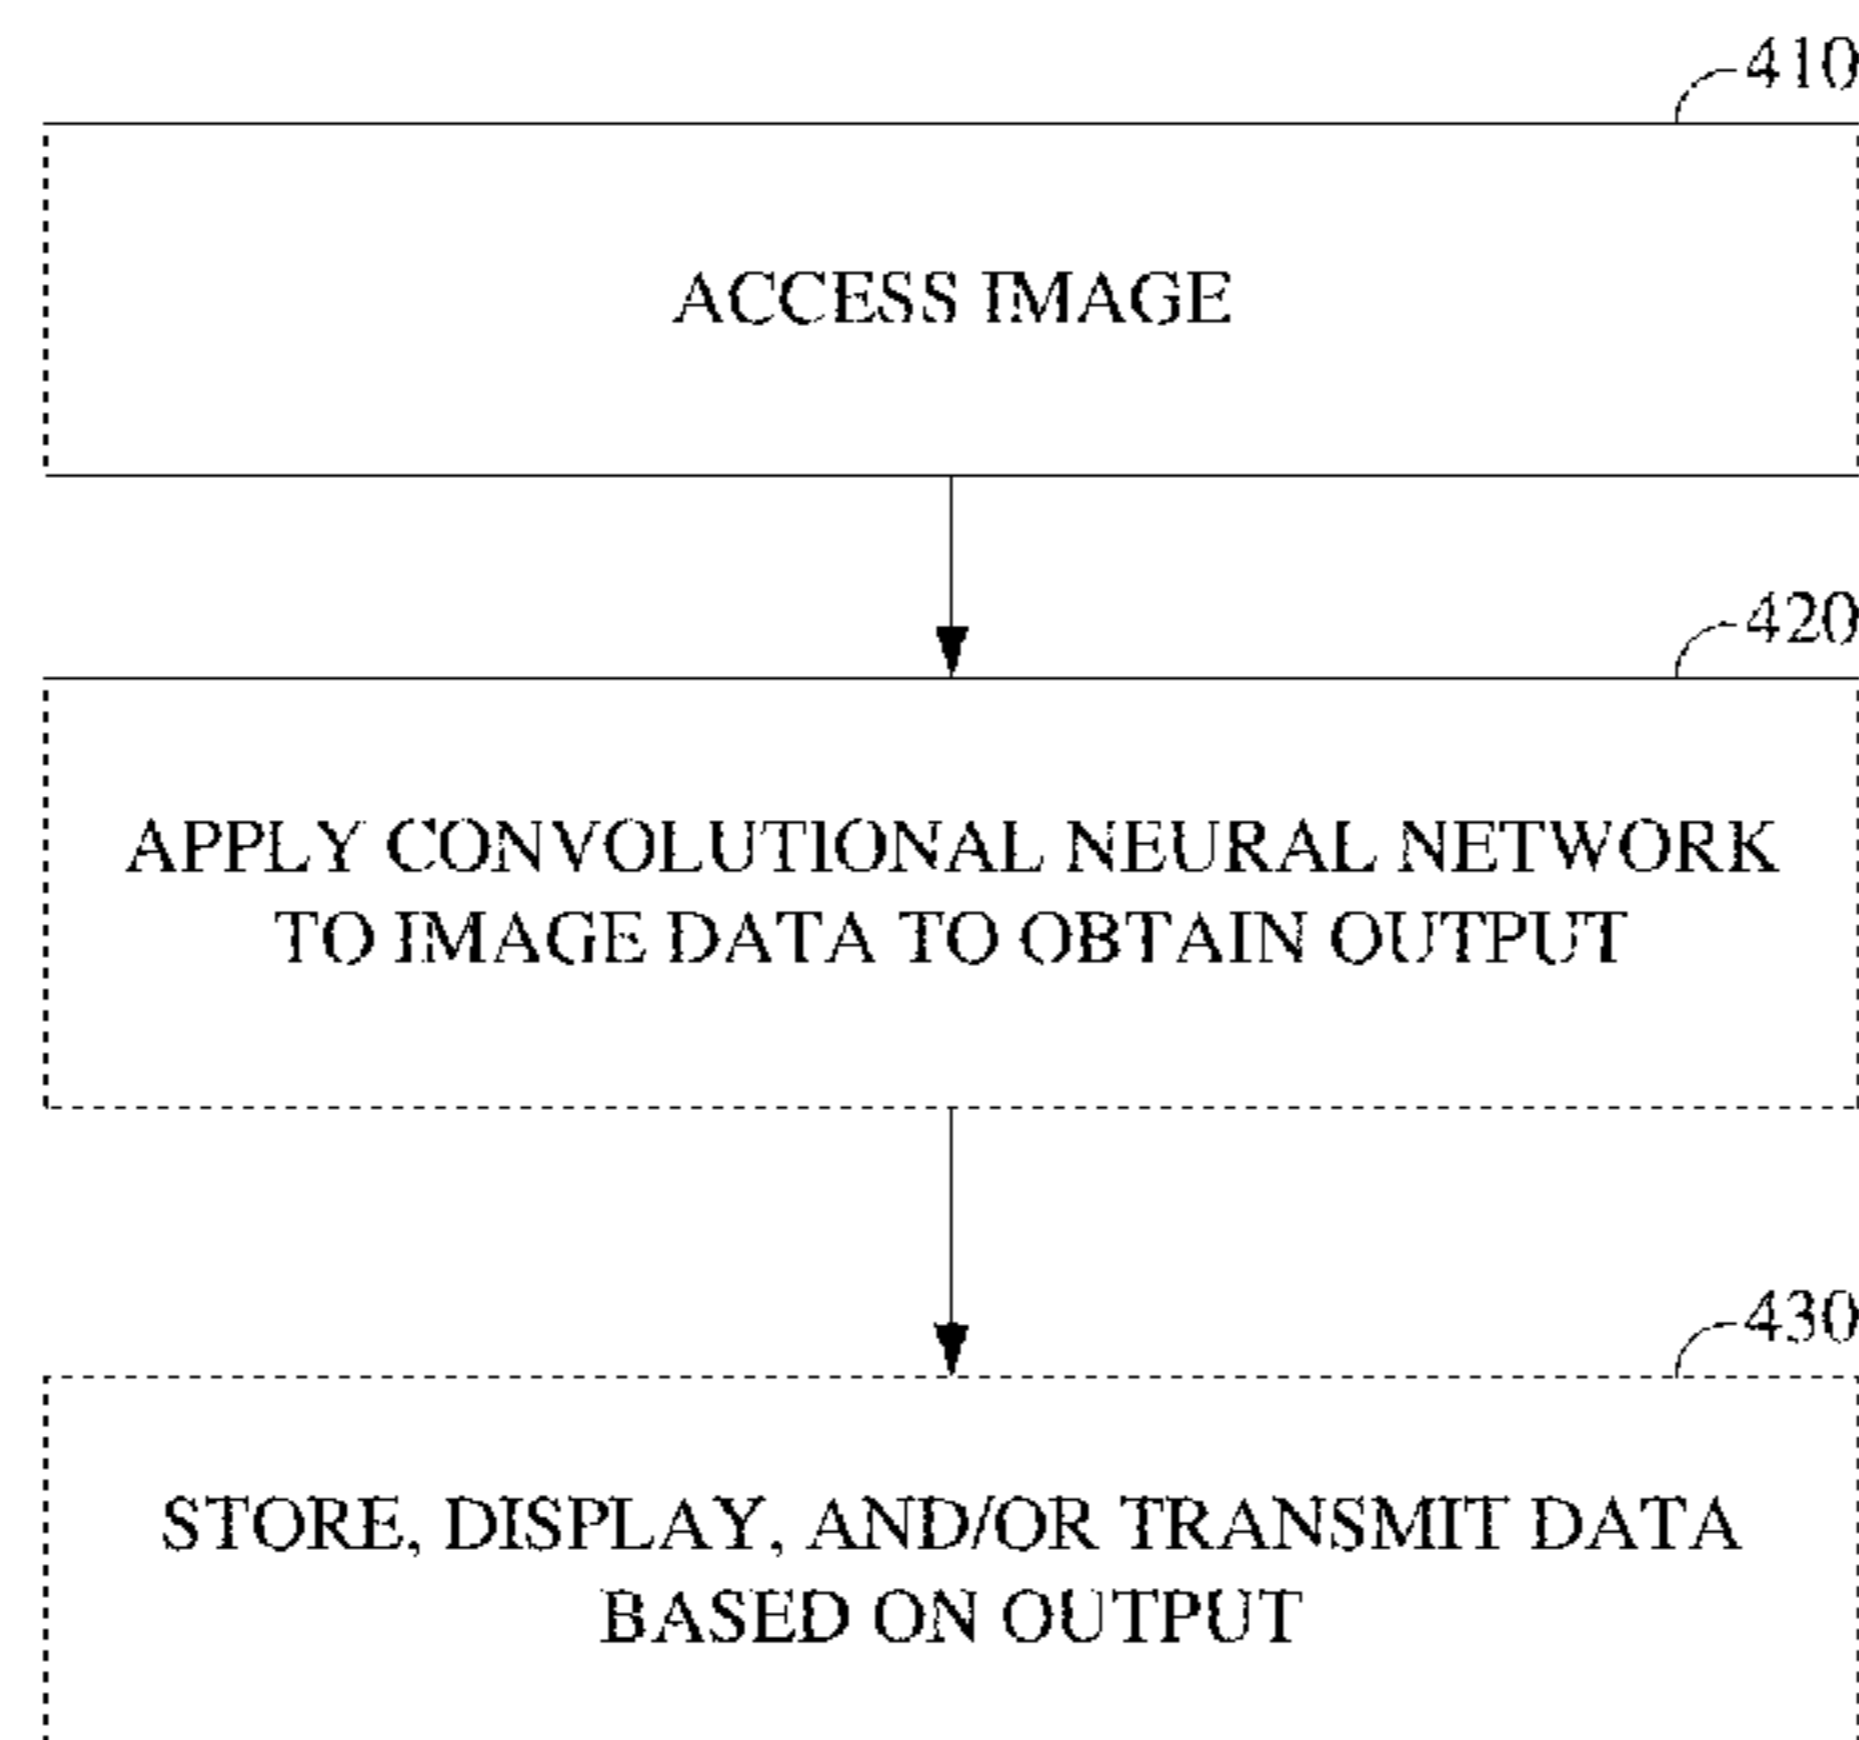 410
ACCESS IMAGE
420
APPLY CONVOLUTIONAL NEURAL NETWORK
TO IMAGE DATA TO OBTAIN OUTPUT
430
STORE, DISPLAY, AND/OR TRANSMIT DATA
BASED ON OUTPUT